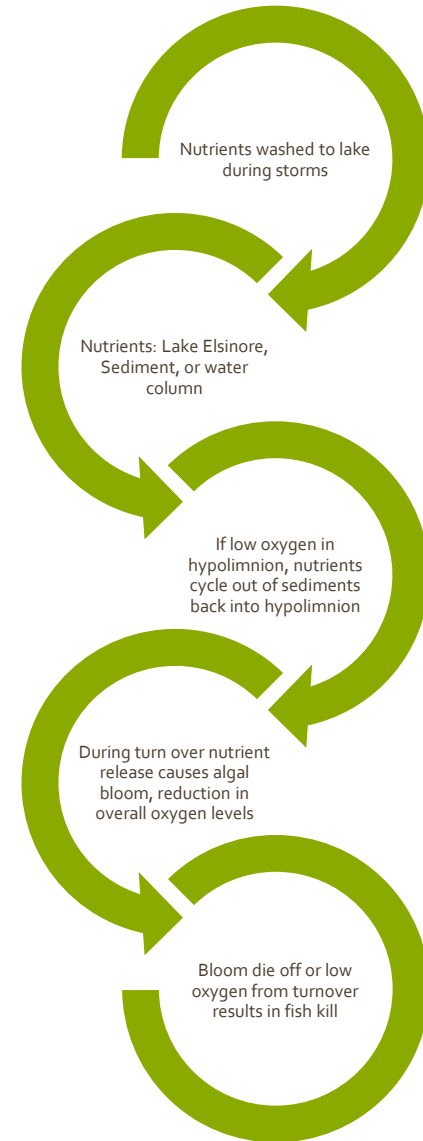 Nutrients washed to lake
during storms
Nutrients: Lake Elsinore,
Sediment, or water
column
If low oxygen in
hypolimnion, nutrients
cycle out of sediments
back into hypolimnion
During turn over nutrient
release causes algal
bloom, reduction in
overall oxygen levels
Bloom die off or low
oxygen from turnover
results in fish kill